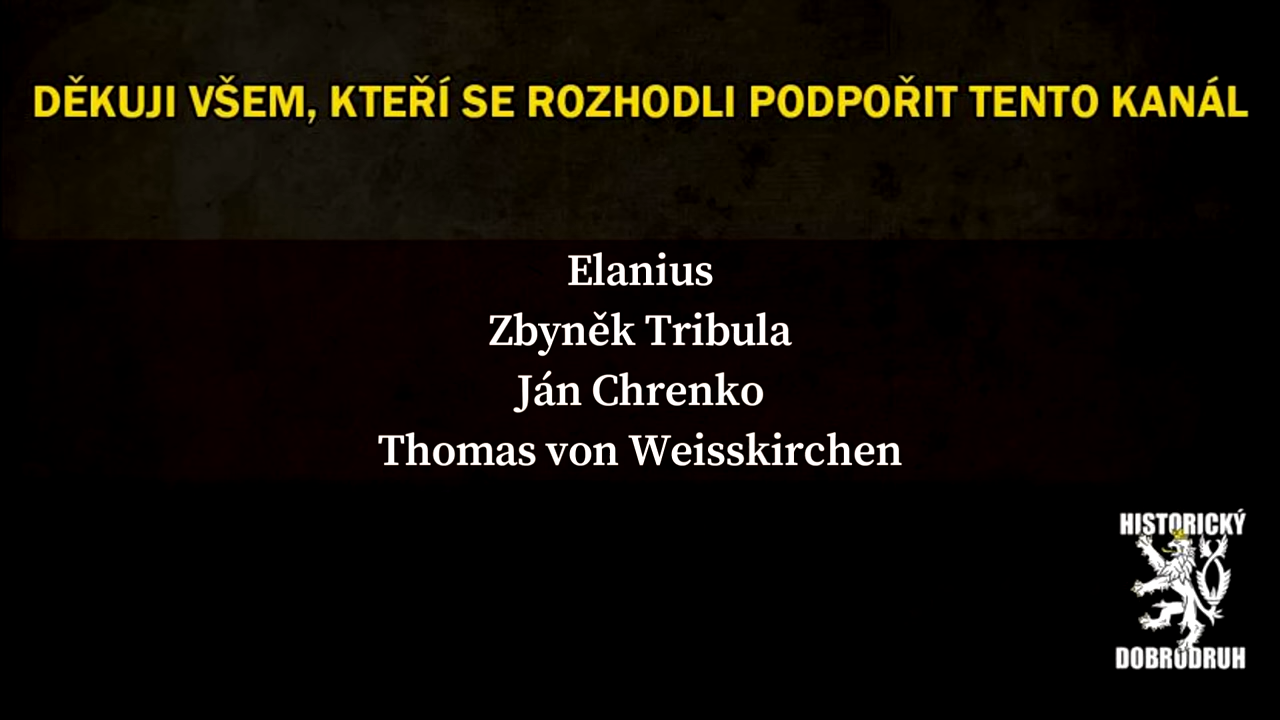 DĚKUJI VŠEM, KTEŘÍ SE ROZHODLI PODPOŘIT TENTO KANÁL
Elanius
Zbyněk Tribula
Ján Chrenko
Thomas von Weisskirchen
HISTORICKÝ
DOBRODRUH